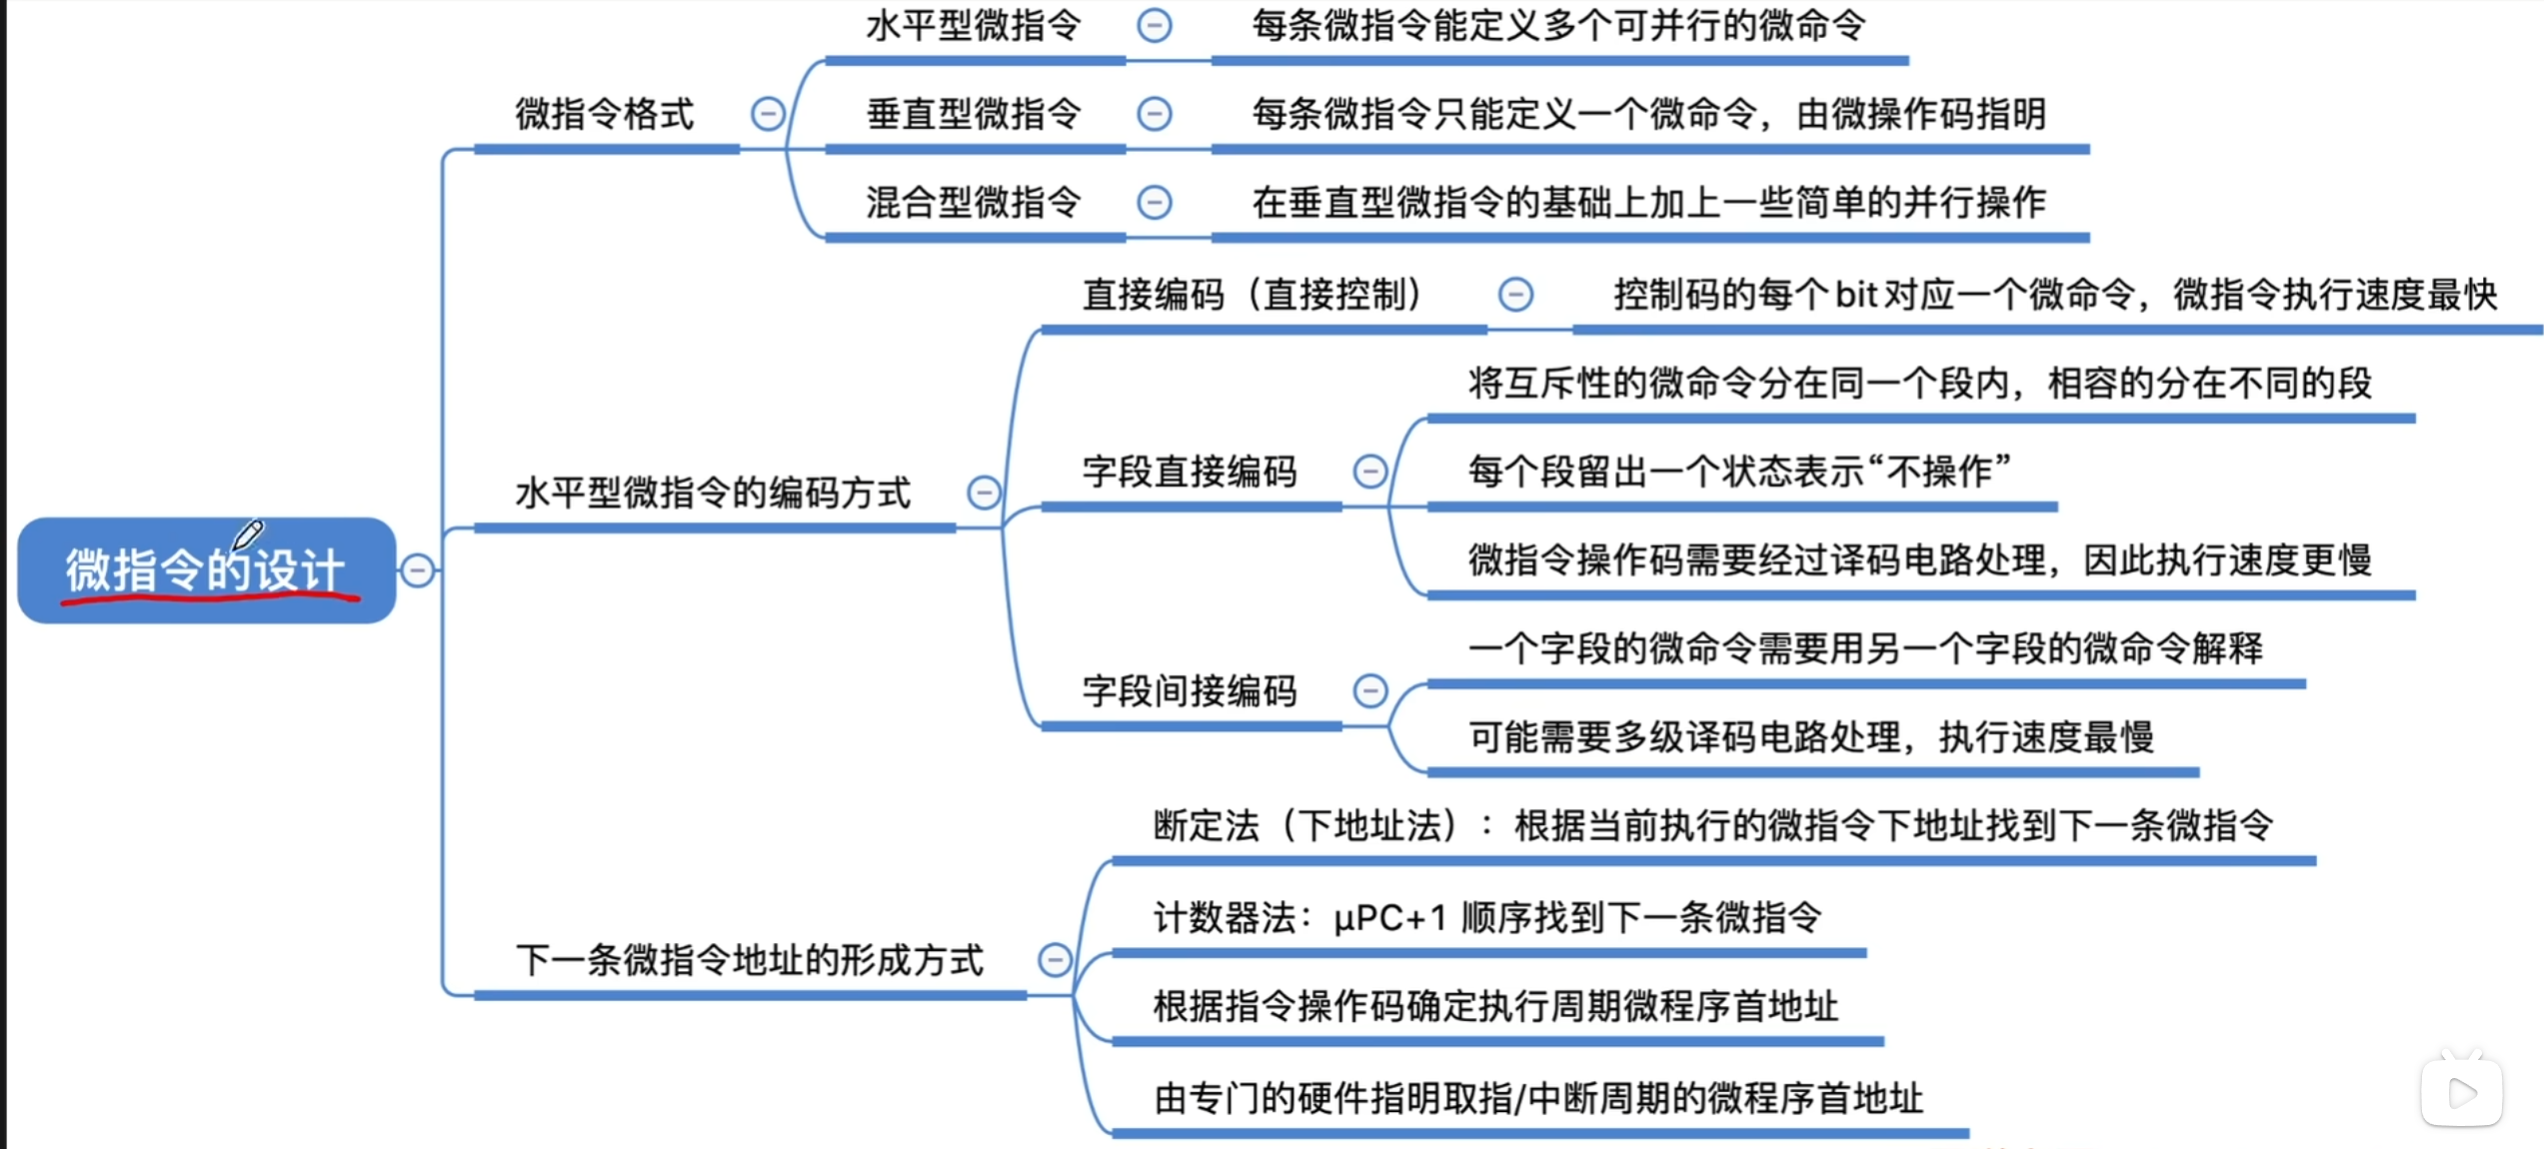 微指令的设计
微指令格式
水平型微指令
每条微指令能定义多个可并行的微命令
垂直型微指令
每条微指令只能定义一个微命令，由微操作码指明
混合型微指令
在垂直型微指令的基础上加上一些简单的并行操作
水平型微指令的编码方式
直接编码（直接控制）
控制码的每个bit对应一个微命令，微指令执行速度最快
字段直接编码
将互斥性的微命令分在同一个段内，相容的分在不同的段
每个段留出一个状态表示“不操作”
微指令操作码需要经过译码电路处理，因此执行速度更慢
字段间接编码
一个字段的微命令需要用另一个字段的微命令解释
可能需要多级译码电路处理，执行速度最慢
下一条微指令地址的形成方式
断定法（下地址法）：根据当前执行的微指令下地址找到下一条微指令
计数器法：μPC+1 顺序找到下一条微指令
根据指令操作码确定执行周期微程序首地址
由专门的硬件指明取指/中断周期的微程序首地址